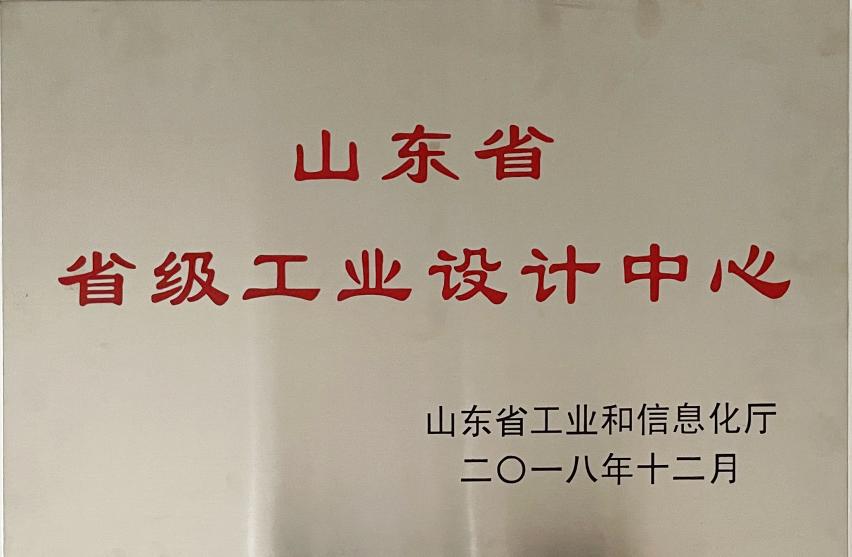 山东省
省级工业设计中心
山东省工业和信息化厅
二〇一八年十二月